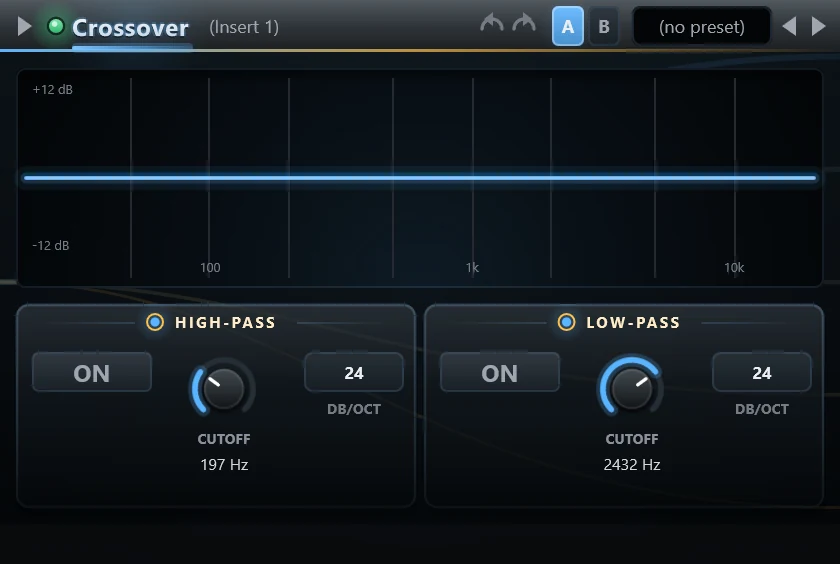 Crossover (Insert 1) A B (no preset)
+12 dB
-12 dB
100 1k 10k
HIGH-PASS LOW-PASS
ON 24 ON 24
DB/OCT DB/OCT
CUTOFF CUTOFF
197 Hz 2432 Hz